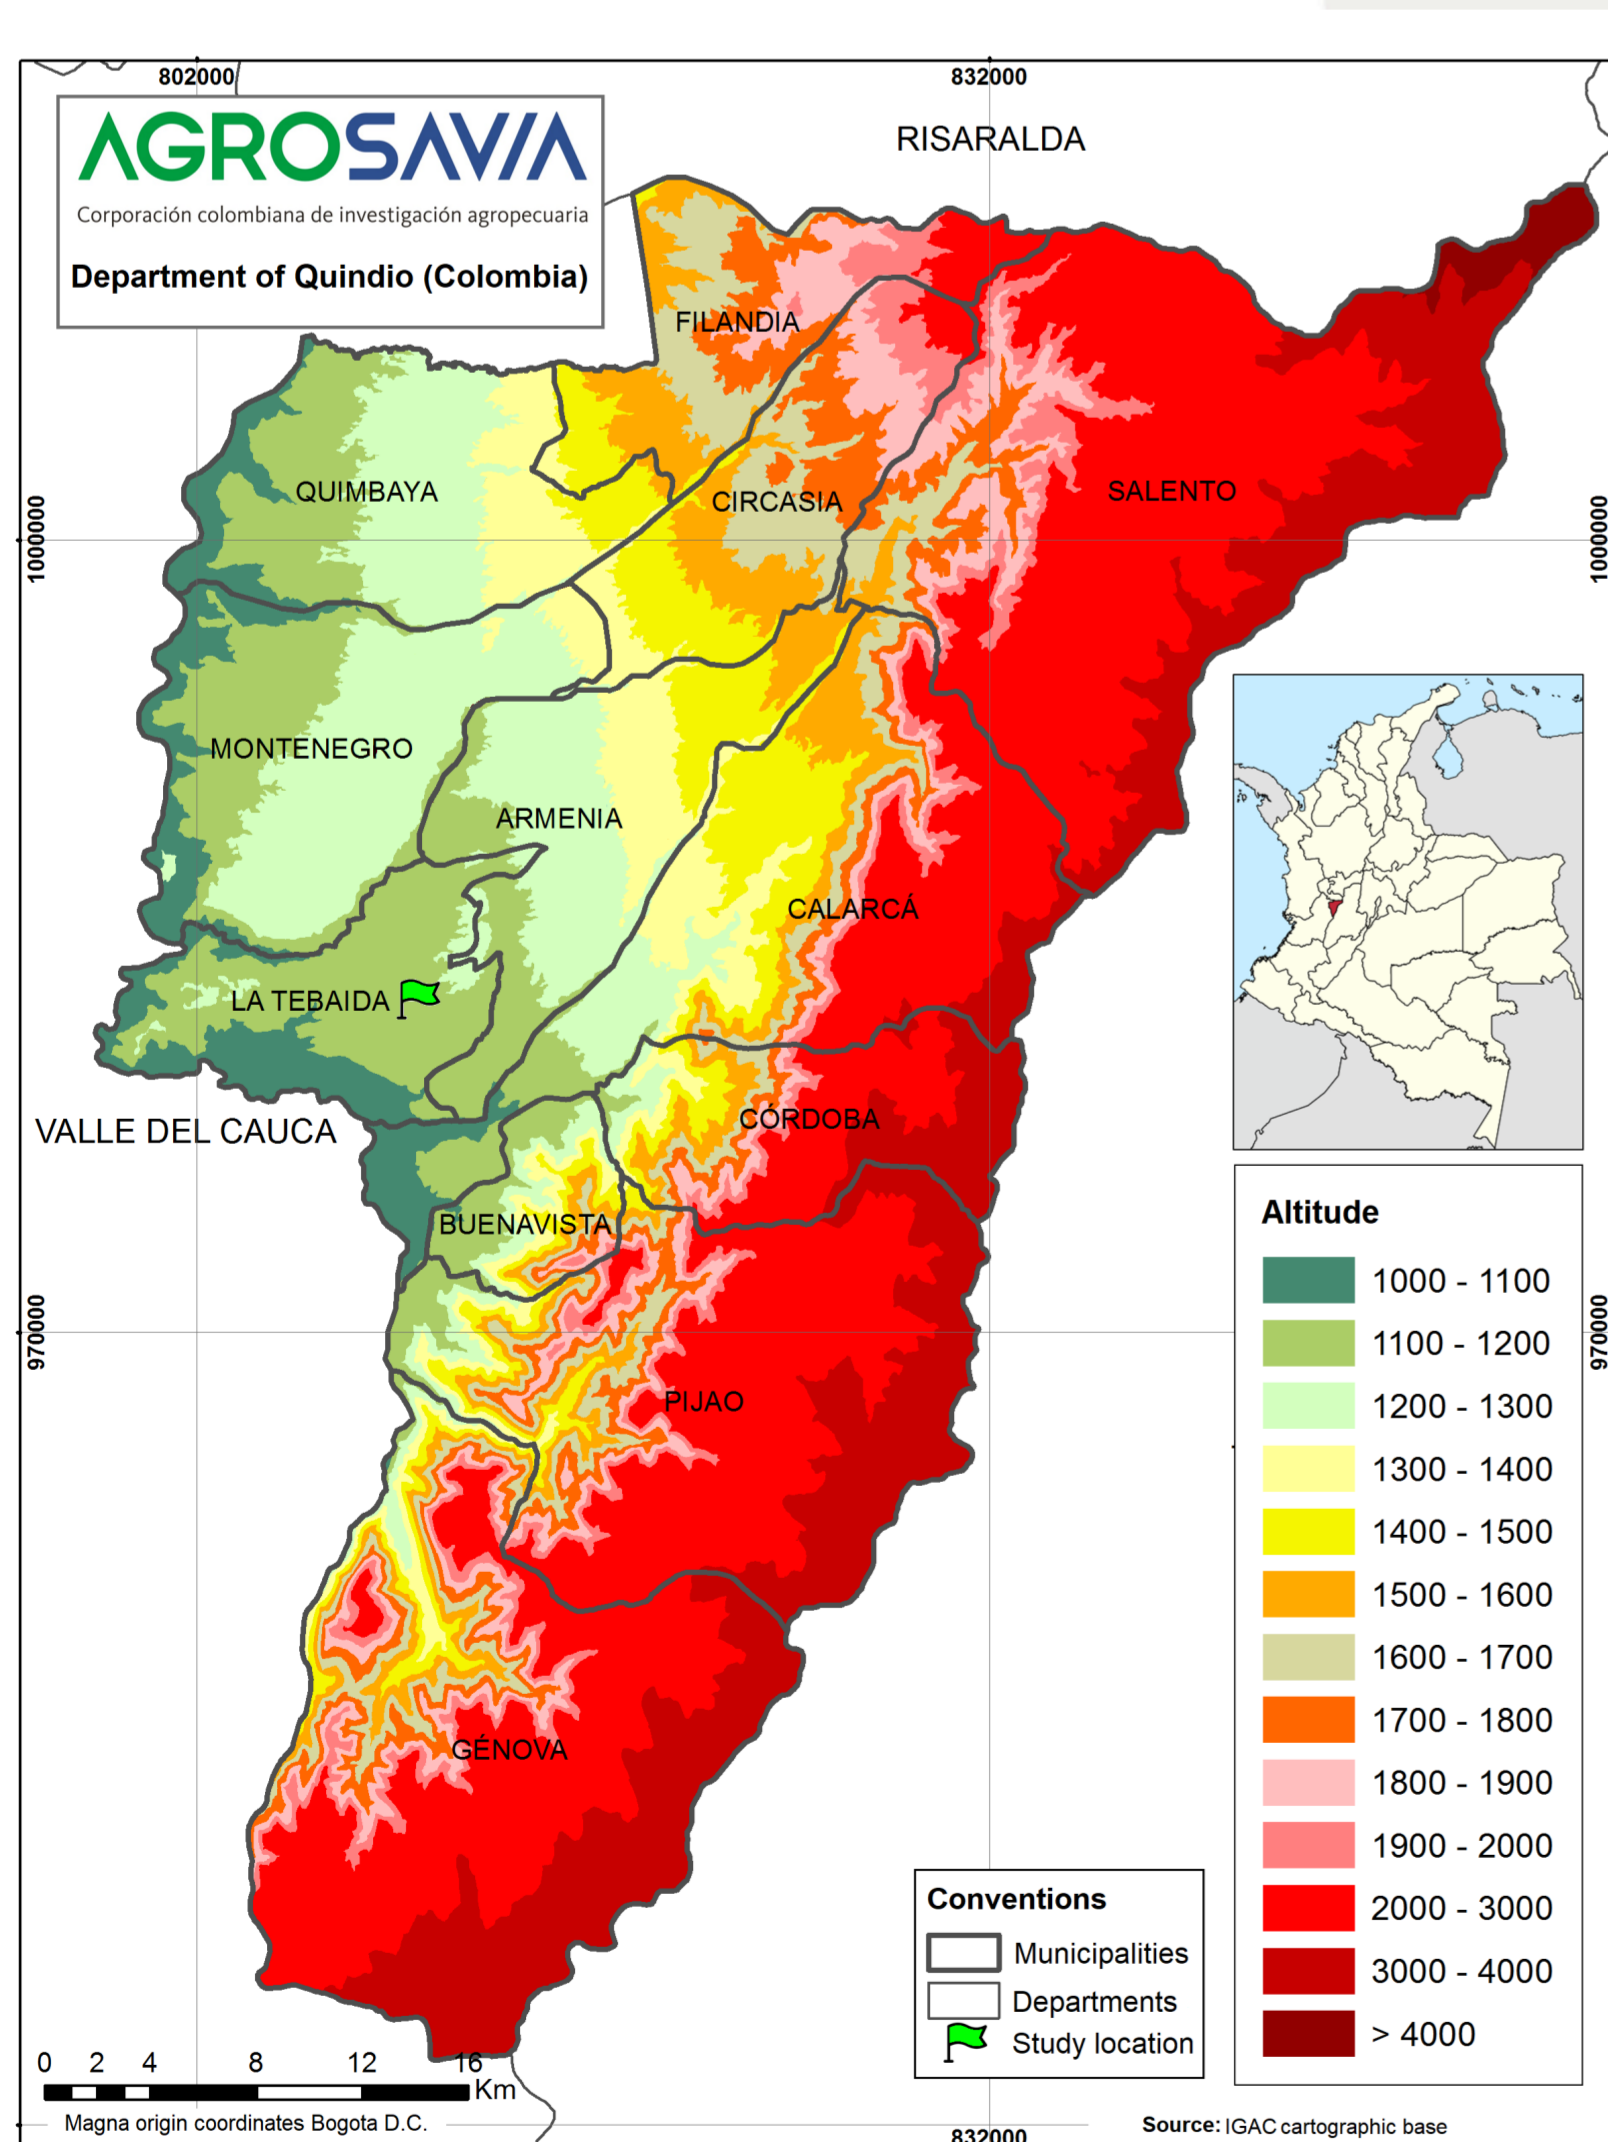 802000
832000
AGROSAVIA
Corporación colombiana de investigación agropecuaria
Department of Quindio (Colombia)
RISARALDA
FILANDIA
QUIMBAYA
CIRCASIA
SALENTO
1000000
1000000
MONTENEGRO
ARMENIA
CALARCÁ
LA TEBAIDA
VALLE DEL CAUCA
CÓRDOBA
BUENAVISTA
970000
970000
PIJAO
GÉNOVA
Altitude
1000 - 1100
1100 - 1200
1200 - 1300
1300 - 1400
1400 - 1500
1500 - 1600
1600 - 1700
1700 - 1800
1800 - 1900
1900 - 2000
2000 - 3000
3000 - 4000
> 4000
Conventions
Municipalities
Departments
Study location
0 2 4 8 12 16
Km
Magna origin coordinates Bogota D.C.
Source: IGAC cartographic base
832000